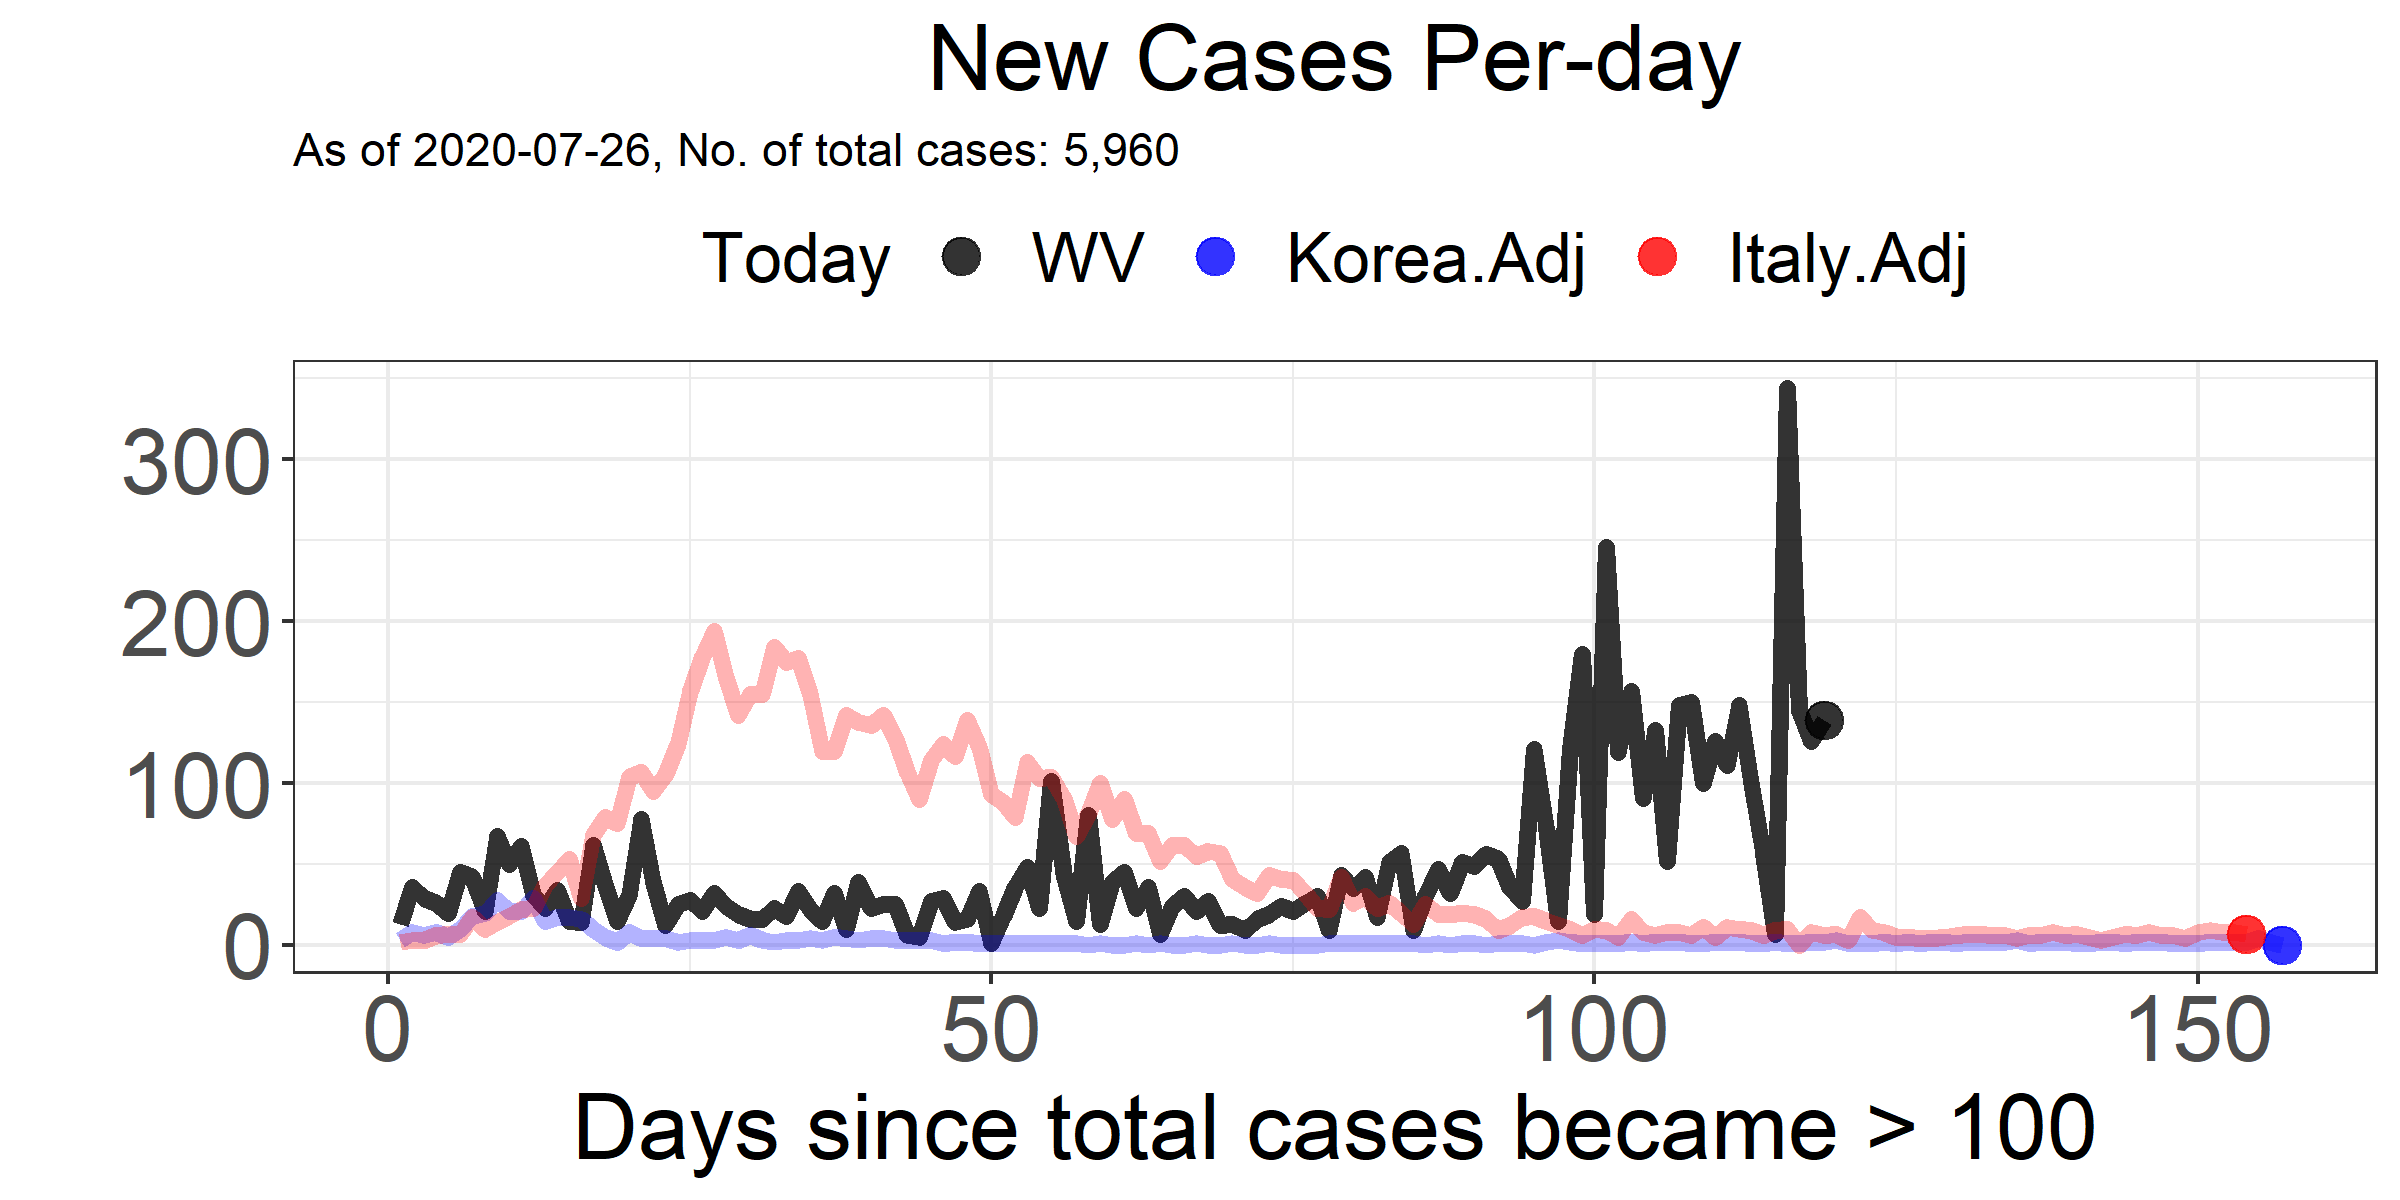 New Cases Per-day
As of 2020-07-26, No. of total cases: 5,960
Today WV Korea.Adj Italy.Adj
300
200
100
0
0 50 100 150
Days since total cases became > 100